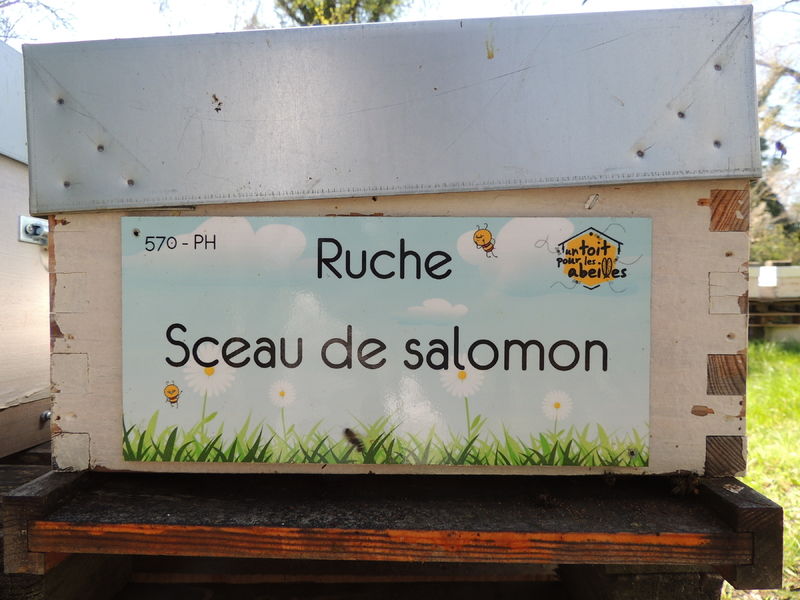 570 - PH
Ruche
un toit
pour les
abeilles
Sceau de salomon